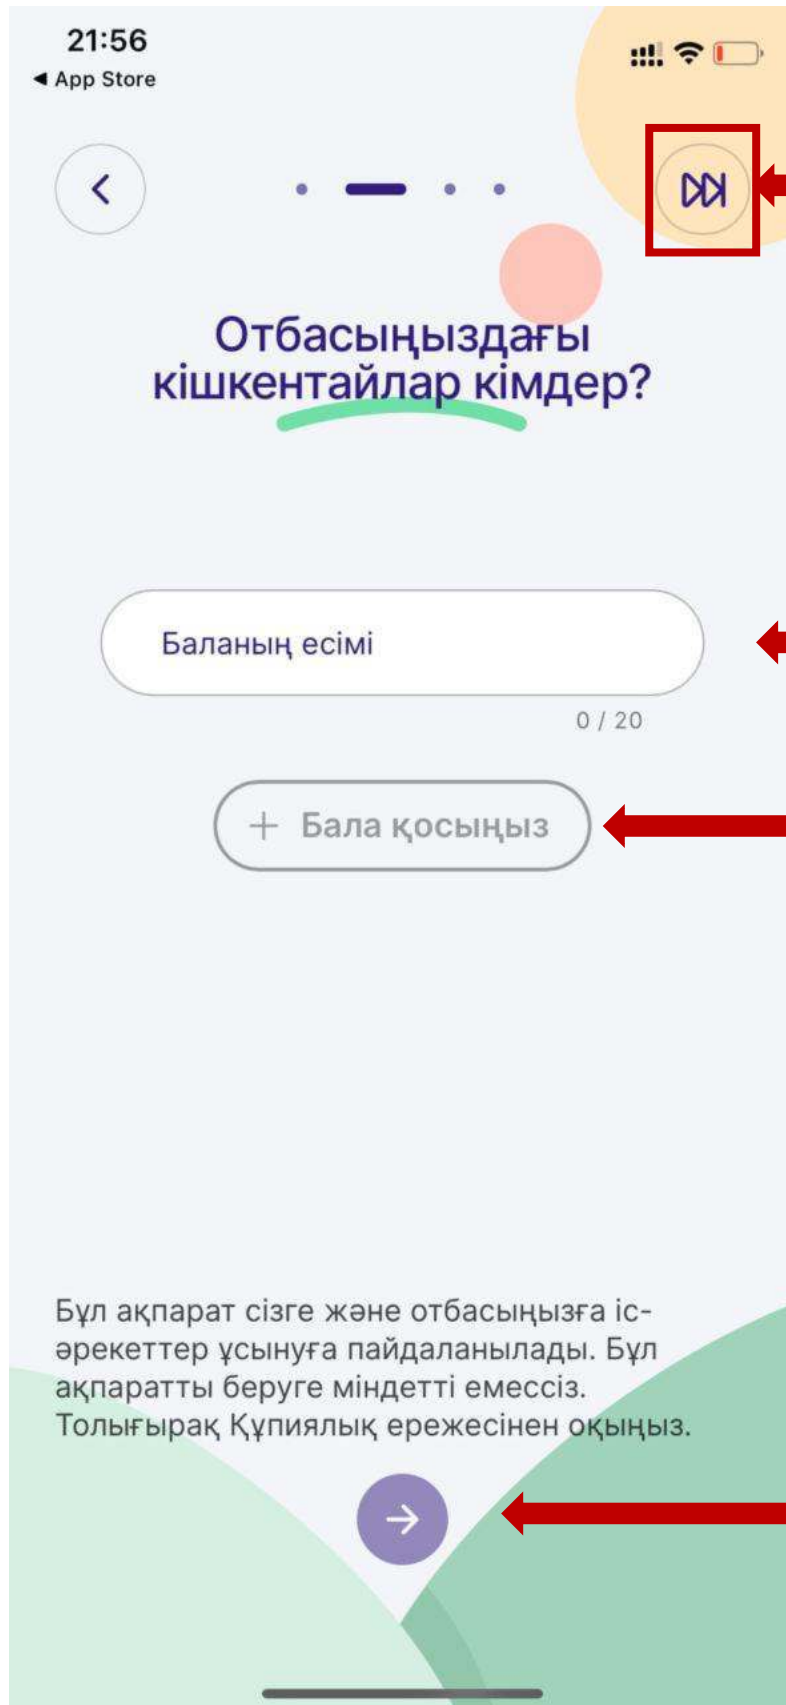 21:56
◀ App Store
Отбасыңыздағы
кішкентайлар кімдер?
Баланың есімі
0 / 20
+ Бала қосыңыз
Бұл ақпарат сізге және отбасыңызға іс-
әрекеттер ұсынуға пайдаланылады. Бұл
ақпаратты беруге міндетті емессіз.
Толығырақ Құпиялық ережесінен оқыңыз.